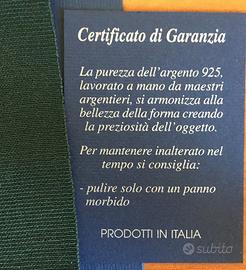 Certificato di Garanzia
La purezza dell'argento 925,
lavorato a mano da maestri
argentieri, si armonizza alla
bellezza della forma creando
la preziosità dell'oggetto.
Per mantenere inalterato nel
tempo si consiglia:
- pulire solo con un panno
morbido
PRODOTTI IN ITALIA
subito